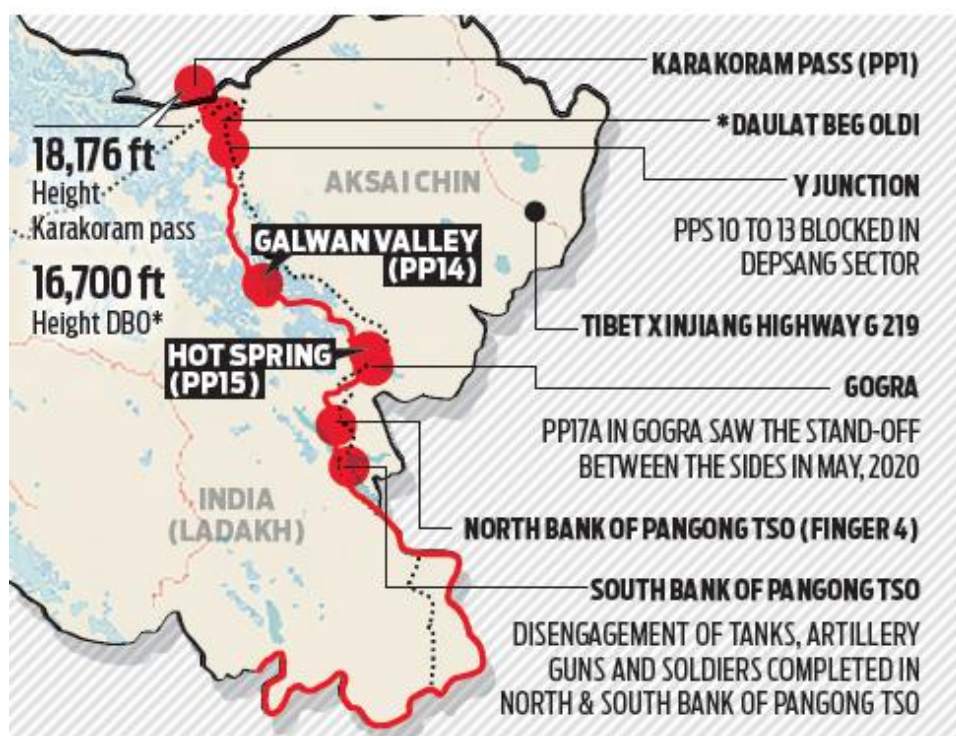 KARAKORAM PASS (PP1)
*DAULAT BEG OLDI
18,176 ft
Height
Karakoram pass
AKSAI CHIN
Y JUNCTION
PPS 10 TO 13 BLOCKED IN
DEPSANG SECTOR
GALWAN VALLEY
(PP14)
16,700 ft
Height DBO*
TIBET XINJIANG HIGHWAY G 219
HOT SPRING
(PP15)
GOGRA
PP17A IN GOGRA SAW THE STAND-OFF
BETWEEN THE SIDES IN MAY, 2020
INDIA
(LADAKH)
NORTH BANK OF PANGONG TSO (FINGER 4)
SOUTH BANK OF PANGONG TSO
DISENGAGEMENT OF TANKS, ARTILLERY
GUNS AND SOLDIERS COMPLETED IN
NORTH & SOUTH BANK OF PANGONG TSO